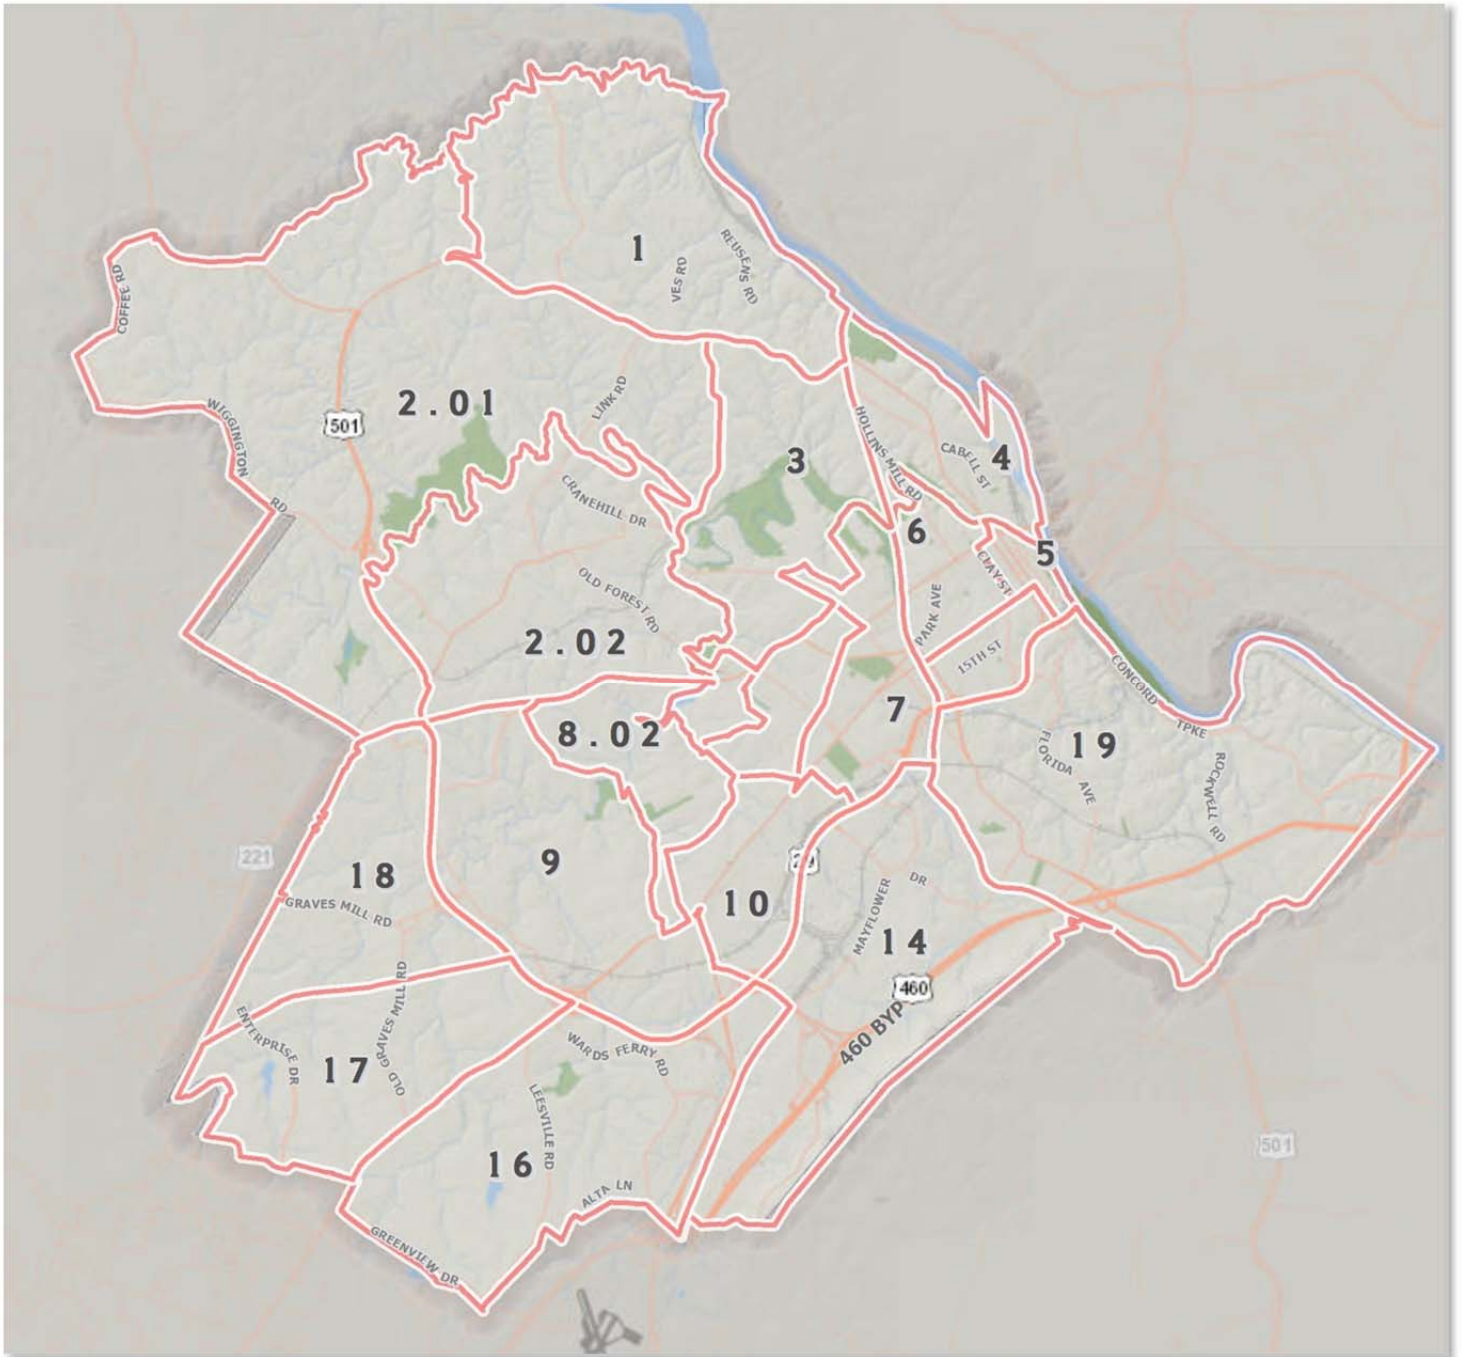 1
VES RD
REUSENS RD
COFFEE RD
2.01
LINK RD
501
WIGGINGTON
RD
HOLLINS MILL RD
CABELL ST
4
3
CRANEHILL DR
6
5
CLAY ST
OLD FOREST RD
PARK AVE
2.02
15TH ST
CONCORD
TPKE
7
8.02
19
FLORIDA AVE
ROCKWELL RD
221
18
9
29
GRAVES MILL RD
10
MAYFLOWER
DR
14
460
460 BYP
ENTERPRISE DR
OLD GRAVES MILL RD
17
WARDS FERRY RD
LEESVILLE RD
16
ALTA LN
501
GREENVIEW DR